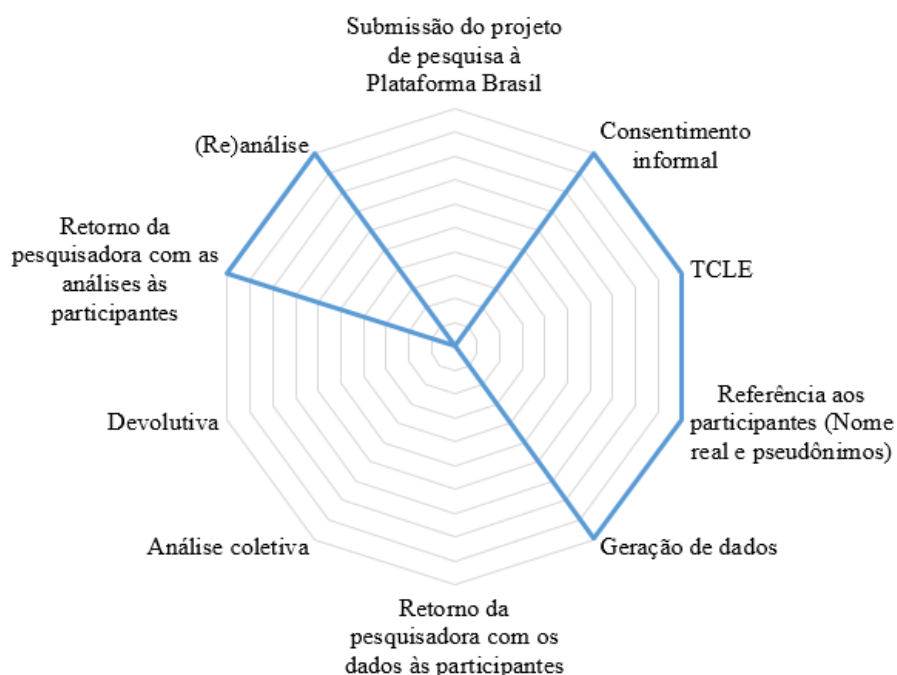 Submissão do projeto
de pesquisa à
Plataforma Brasil
Consentimento
informal
TCLE
Referência aos
participantes (Nome
real e pseudônimos)
Geração de dados
Retorno da
pesquisadora com os
dados às participantes
Análise coletiva
Devolutiva
Retorno da
pesquisadora com as
análises às
participantes
(Re)análise